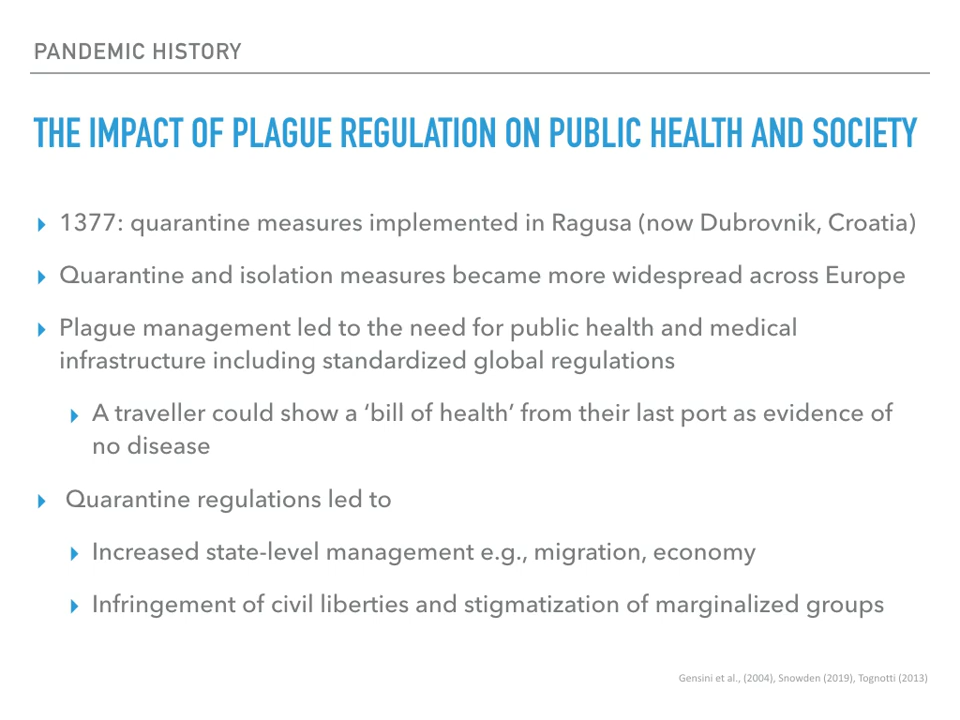 PANDEMIC HISTORY
THE IMPACT OF PLAGUE REGULATION ON PUBLIC HEALTH AND SOCIETY
1377: quarantine measures implemented in Ragusa (now Dubrovnik, Croatia)
Quarantine and isolation measures became more widespread across Europe
Plague management led to the need for public health and medical
infrastructure including standardized global regulations
A traveller could show a ‘bill of health’ from their last port as evidence of
no disease
Quarantine regulations led to
Increased state-level management e.g., migration, economy
Infringement of civil liberties and stigmatization of marginalized groups
Gensini et al., (2004), Snowden (2019), Tognotti (2013)